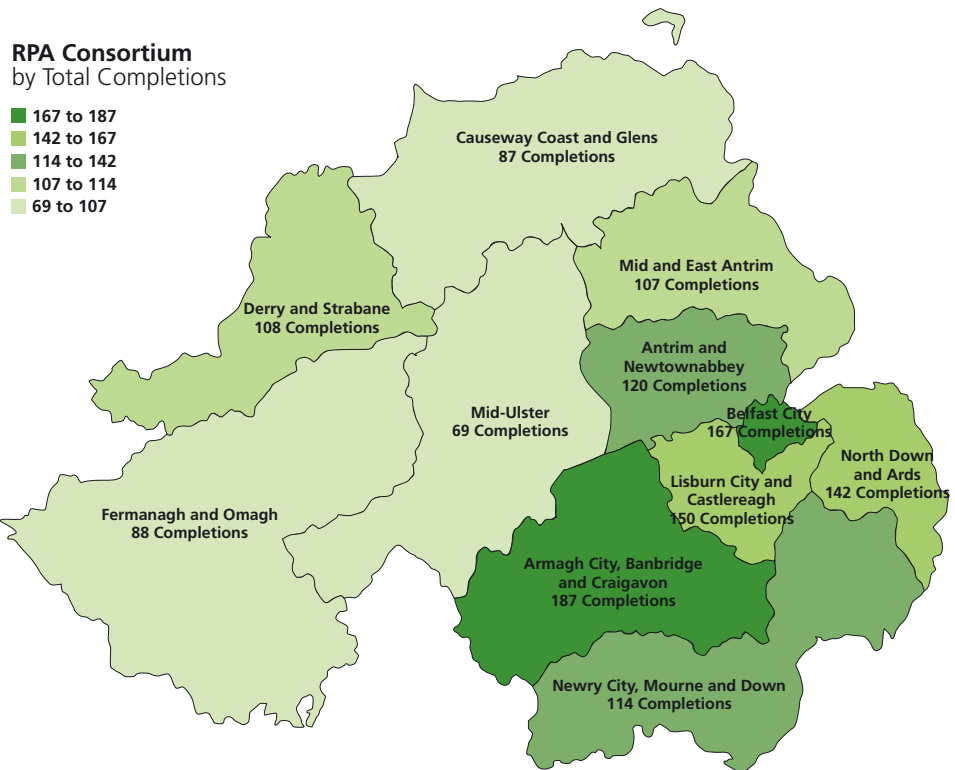 RPA Consortium
by Total Completions
167 to 187
142 to 167
114 to 142
107 to 114
69 to 107
Causeway Coast and Glens
87 Completions
Mid and East Antrim
107 Completions
Derry and Strabane
108 Completions
Antrim and
Newtownabbey
120 Completions
Belfast City
167 Completions
Mid-Ulster
69 Completions
North Down
and Ards
142 Completions
Lisburn City and
Castlereagh
150 Completions
Fermanagh and Omagh
88 Completions
Armagh City, Banbridge
and Craigavon
187 Completions
Newry City, Mourne and Down
114 Completions